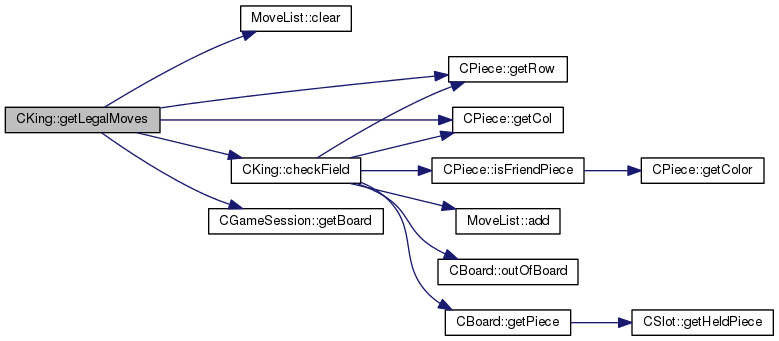 MoveList::clear
CPiece::getRow
CKing::getLegalMoves
CPiece::getCol
CKing::checkField
CPiece::isFriendPiece
CPiece::getColor
CGameSession::getBoard
MoveList::add
CBoard::outOfBoard
CBoard::getPiece
CSlot::getHeldPiece